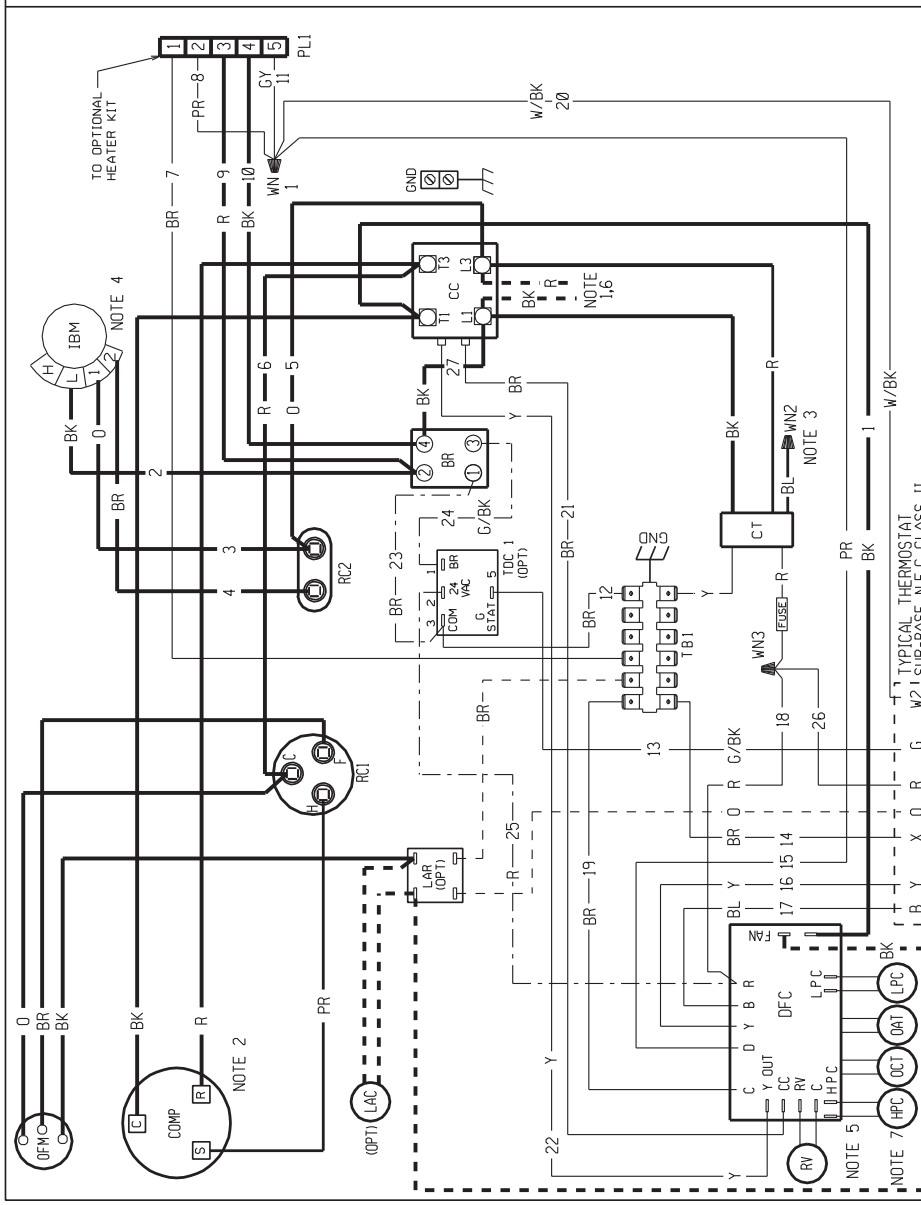 1 2 3 4 5
PL1
TO OPTIONAL
HEATER KIT
PR 8
GY 11
W/BK
20
BR 7
R 9
BK 10
WN
1
GND
IBM
H
L
1
2
NOTE 4
BK
O
BR
2
3
4
R 6
O 5
T3
CC
L3
T1
L1
BK R
NOTE
1,6
27
BR
Y
BK
4
2 BR 3
1
RC2
24
G/BK
23
BR
21
BR
1 BR
2 24
VAC
3 COM
G
STAT
5
TDC 1
(OPT)
GND
12
BR
TB1
Y
CT
BK
R
BL
WN2
NOTE 3
R
FUSE
WN3
18
26
1
BK
PR
W/BK
TYPICAL THERMOSTAT
SUB-BASE N.E.C. CLASS II
W2
G
R
O
X
Y
B
C
F
H
RC1
BR
13
G/BK
R
O
BR 14
15
Y 16
BL 17
25
R
19
BR
LAR
(OPT)
O
BR
BK
OFM
BK
R
PR
C
COMP
R
S
NOTE 2
(OPT)
LAC
22
Y
Y
FAN
BK
R
B
Y
D
C
DFC
LPC
Y OUT
CC
RV
C
HPC
LPC
OAT
OCT
HPC
RV
NOTE 5
NOTE 7